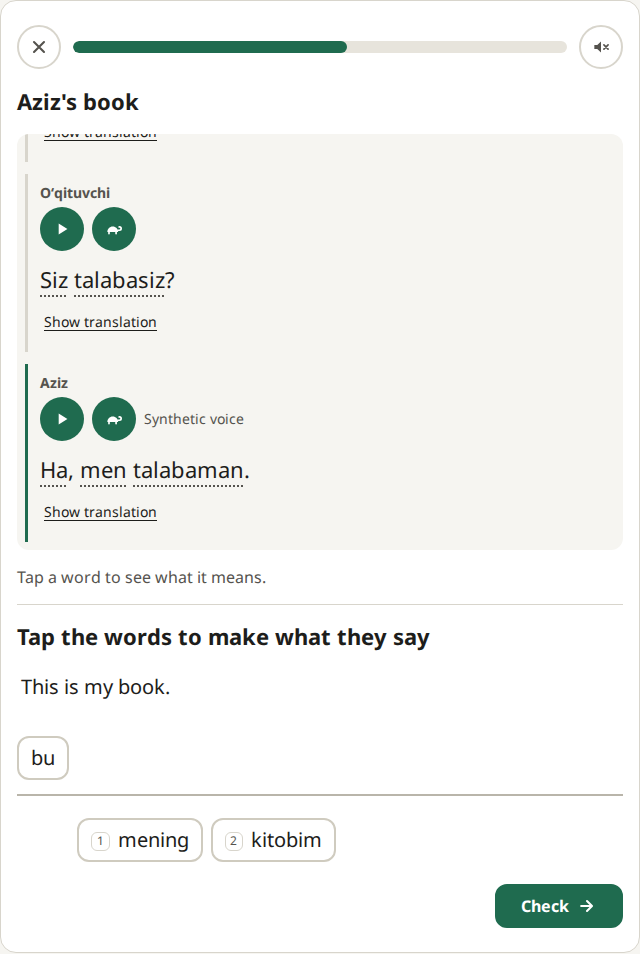 Aziz's book
Show translation
Oʻqituvchi
Siz talabasiz?
Show translation
Aziz
Synthetic voice
Ha, men talabaman.
Show translation
Tap a word to see what it means.
Tap the words to make what they say
This is my book.
bu
1 mening 2 kitobim
Check